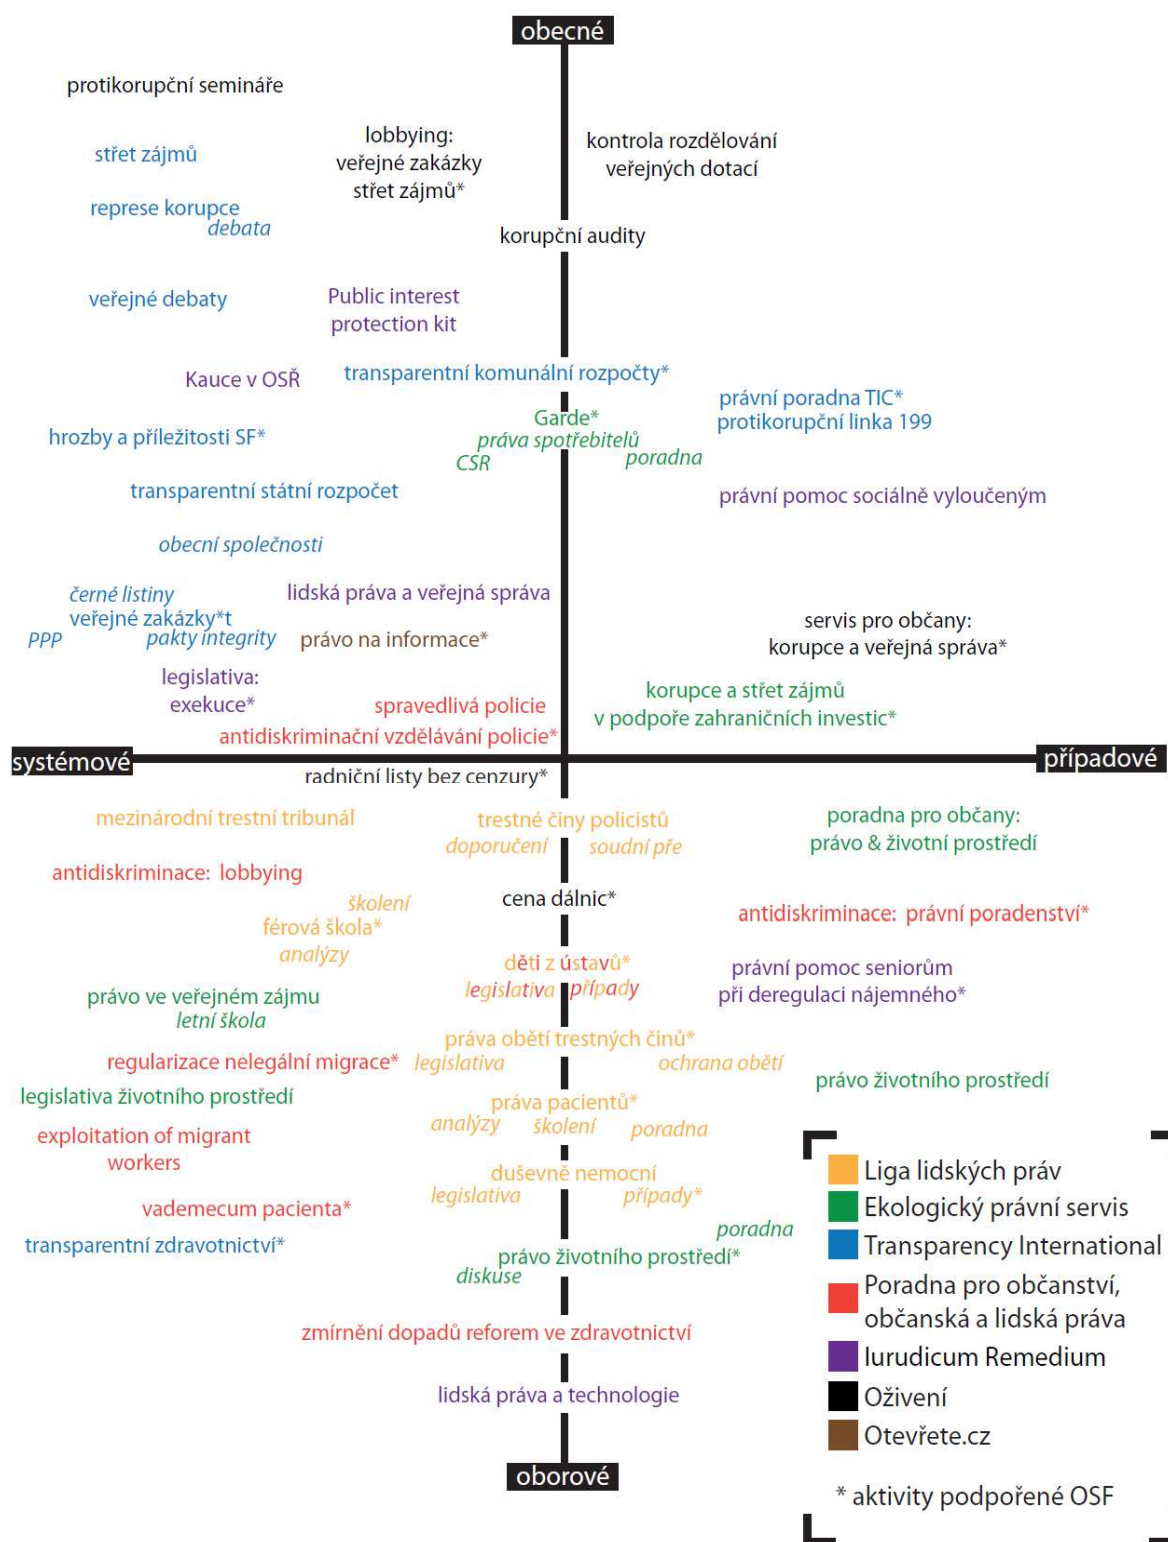 obecné
protikorupční semináře
lobbying:
veřejné zakázky
střet zájmů*
kontrola rozdělování
veřejných dotací
střet zájmů
represe korupce
debata
korupční audity
veřejné debaty
Public interest
protection kit
Kauce v OSŘ
transparentní komunální rozpočty*
právní poradna TIC*
protikorupční linka 199
hrozby a příležitosti SF*
Garde*
práva spotřebitelů
CSR
poradna
transparentní státní rozpočet
právní pomoc sociálně vyloučeným
obecní společnosti
černé listiny
veřejné zakázky*t
PPP
pakty integrity
lidská práva a veřejná správa
právo na informace*
servis pro občany:
korupce a veřejná správa*
legislativa:
exekuce*
spravedlivá policie
antidiskriminační vzdělávání policie*
korupce a střet zájmů
v podpoře zahraničních investic*
systémové
případové
radniční listy bez cenzury*
mezinárodní trestní tribunál
trestné činy policistů
doporučení
soudní pře
poradna pro občany:
právo & životní prostředí
antidiskriminace: lobbying
školení
férová škola*
analýzy
cena dálnic*
antidiskriminace: právní poradenství*
děti z ústavů*
legislativa
případy
právní pomoc seniorům
při deregulaci nájemného*
právo ve veřejném zájmu
letní škola
práva obětí trestných činů*
legislativa
ochrana obětí
regularizace nelegální migrace*
právo životního prostředí
legislativa životního prostředí
práva pacientů*
analýzy
školení
poradna
exploitation of migrant
workers
duševně nemocní
legislativa
případy*
vademecum pacienta*
transparentní zdravotnictví*
poradna
právo životního prostředí*
diskuse
zmírnění dopadů reforem ve zdravotnictví
lidská práva a technologie
oborové
Liga lidských práv
Ekologický právní servis
Transparency International
Poradna pro občanství,
občanská a lidská práva
Iurudicum Remedium
Oživení
Otevřete.cz
* aktivity podpořené OSF